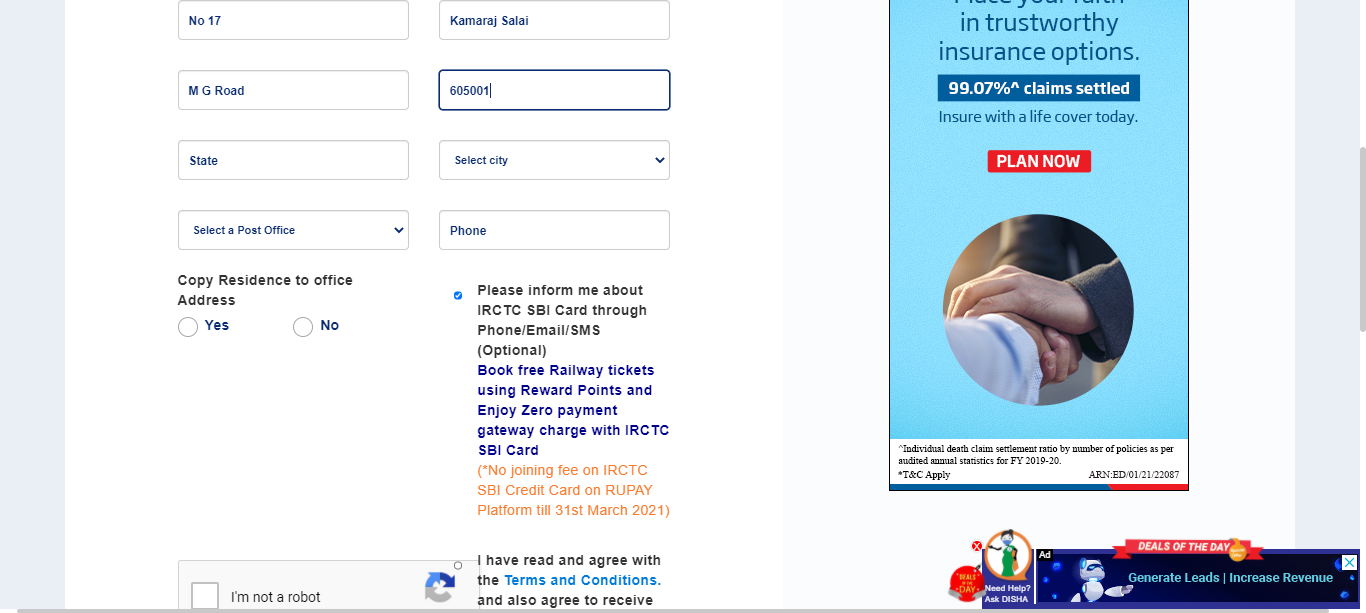 No 17
Kamaraj Salai
M G Road
605001
State
Select city
Select a Post Office
Phone
Copy Residence to office
Address
Yes
No
Please inform me about
IRCTC SBI Card through
Phone/Email/SMS
(Optional)
Book free Railway tickets
using Reward Points and
Enjoy Zero payment
gateway charge with IRCTC
SBI Card
(*No joining fee on IRCTC
SBI Credit Card on RUPAY
Platform till 31st March 2021)
I have read and agree with
the Terms and Conditions.
and also agree to receive
I'm not a robot
Place your faith
in trustworthy
insurance options.
99.07%^ claims settled
Insure with a life cover today.
PLAN NOW
^Individual death claim settlement ratio by number of policies as per
audited annual statistics for FY 2019-20.
*T&C Apply
ARN:ED/01/21/22087
DEALS OF THE DAY
DEALS OF THE DAY
Need Help?
Ask DISHA
Ad
Generate Leads | Increase Revenue